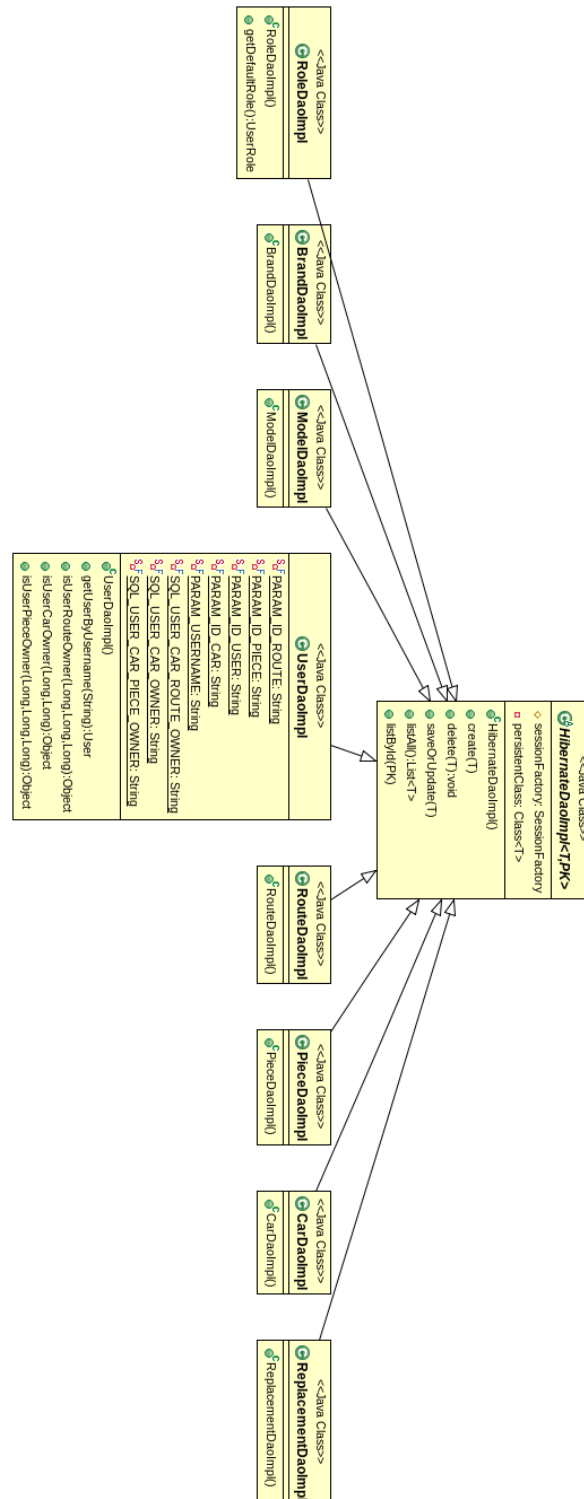 <<Java Class>>
HibernateDaoImpl<T,PK>
sessionFactory: SessionFactory
persistentClass: Class<T>
HibernateDaoImpl()
create(T)
delete(T):void
saveOrUpdate(T)
listAll():List<T>
listById(PK)
<<Java Class>>
RoleDaoImpl
RoleDaoImpl()
getDefaultRole():UserRole
<<Java Class>>
BrandDaoImpl
BrandDaoImpl()
<<Java Class>>
ModelDaoImpl
ModelDaoImpl()
<<Java Class>>
UserDaoImpl
PARAM_ID_ROUTE: String
PARAM_ID_PIECE: String
PARAM_ID_USER: String
PARAM_ID_CAR: String
PARAM_USERNAME: String
SQL_USER_CAR_ROUTE_OWNER: String
SQL_USER_CAR_OWNER: String
SQL_USER_CAR_PIECE_OWNER: String
UserDaoImpl()
getUserByUsername(String):User
isUserRouteOwner(Long,Long,Long):Object
isUserCarOwner(Long,Long):Object
isUserPieceOwner(Long,Long,Long):Object
<<Java Class>>
RouteDaoImpl
RouteDaoImpl()
<<Java Class>>
PieceDaoImpl
PieceDaoImpl()
<<Java Class>>
CarDaoImpl
CarDaoImpl()
<<Java Class>>
ReplacementDaoImpl
ReplacementDaoImpl()